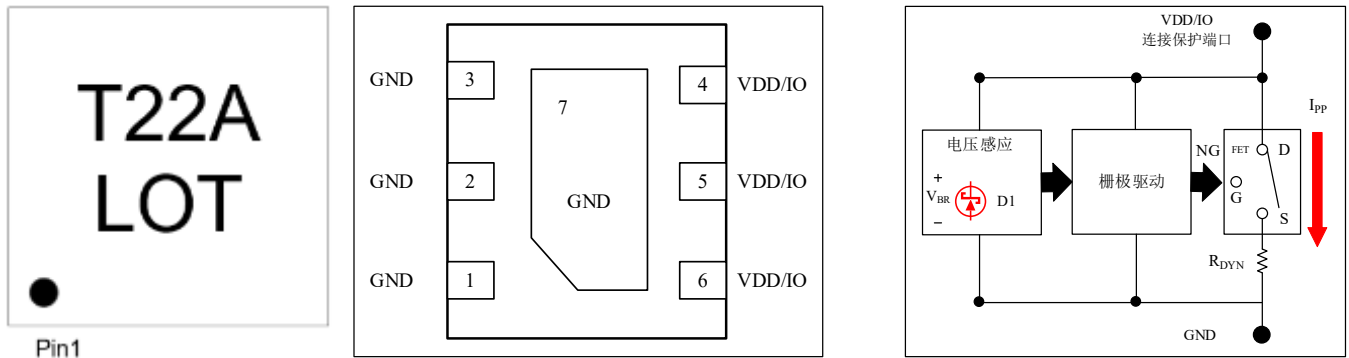 T22A
LOT
Pin1
GND 3 4 VDD/IO
7
GND 2 5 VDD/IO
GND
GND 1 6 VDD/IO
VDD/IO
连接保护端口
IPP
电压感应
NG
FET D
+
VBR D1
栅极驱动
G
−
S
RDYN
GND